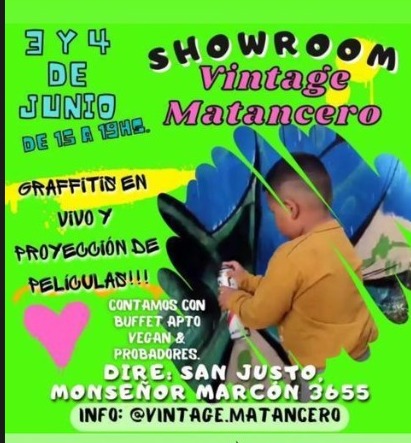 3 Y 4
DE
JUNIO
DE 15 A 19HS.
SHOWROOM
Vintage
Matancero
GRAFFITIS EN
VIVO Y
PROYECCIÓN DE
PELÍCULAS!!!
CONTAMOS CON
BUFFET APTO
VEGAN &
PROBADORES.
DIRE: SAN JUSTO,
MONSEÑOR MARCÓN 3655
INFO: @VINTAGE.MATANCERO